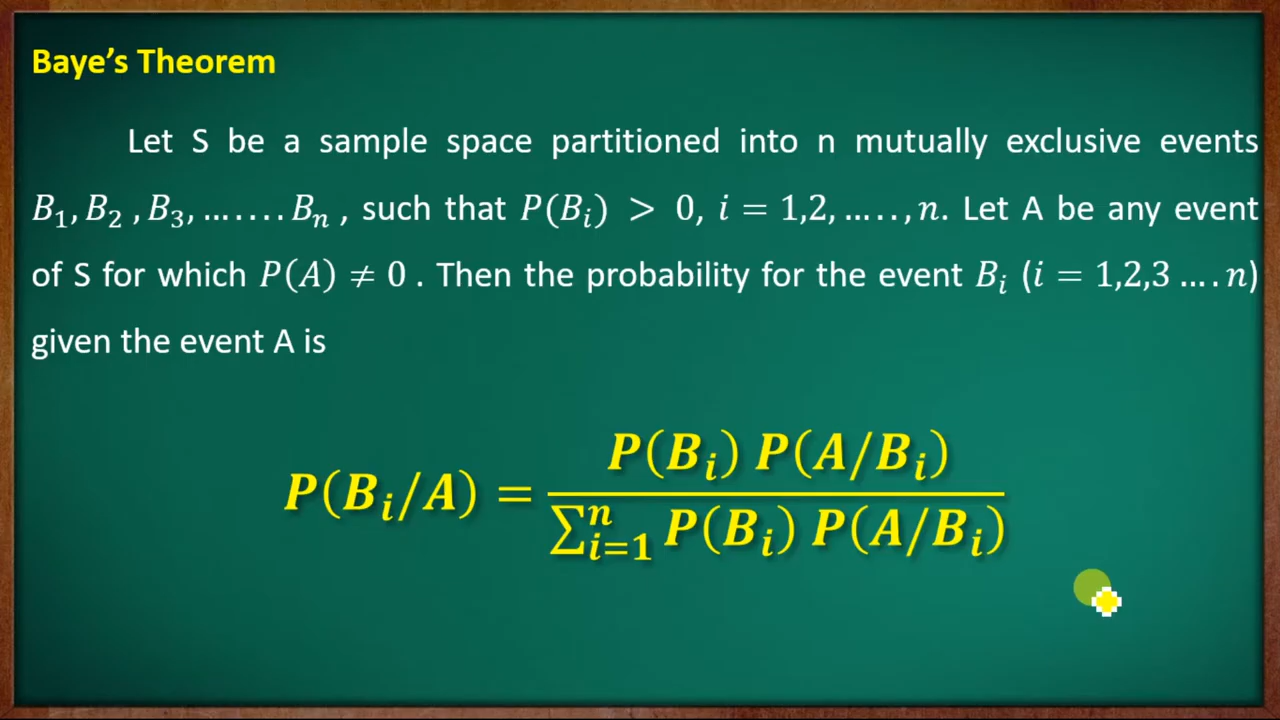 Baye’s Theorem
Let S be a sample space partitioned into n mutually exclusive events
B₁, B₂ , B₃, …..… . Bₙ , such that P(Bᵢ) > 0, i = 1,2, … . . , n. Let A be any event
of S for which P(A) ≠ 0 . Then the probability for the event Bᵢ (i = 1,2,3 … . n)
given the event A is
P(Bᵢ/A) = P(Bᵢ) P(A/Bᵢ) / ∑ⁿᵢ₌₁ P(Bᵢ) P(A/Bᵢ)